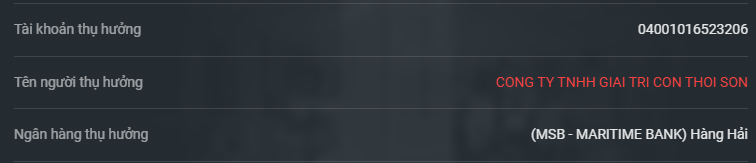 Tài khoản thụ hưởng 04001016523206
Tên người thụ hưởng CONG TY TNHH GIAI TRI CON THOI SON
Ngân hàng thụ hưởng (MSB - MARITIME BANK) Hàng Hải